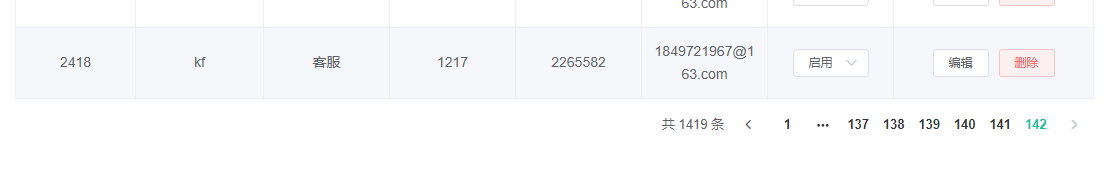 63.com
2418 kf 客服 1217 2265582 1849721967@1
63.com 启用 编辑 删除
共 1419 条 1 ••• 137 138 139 140 141 142